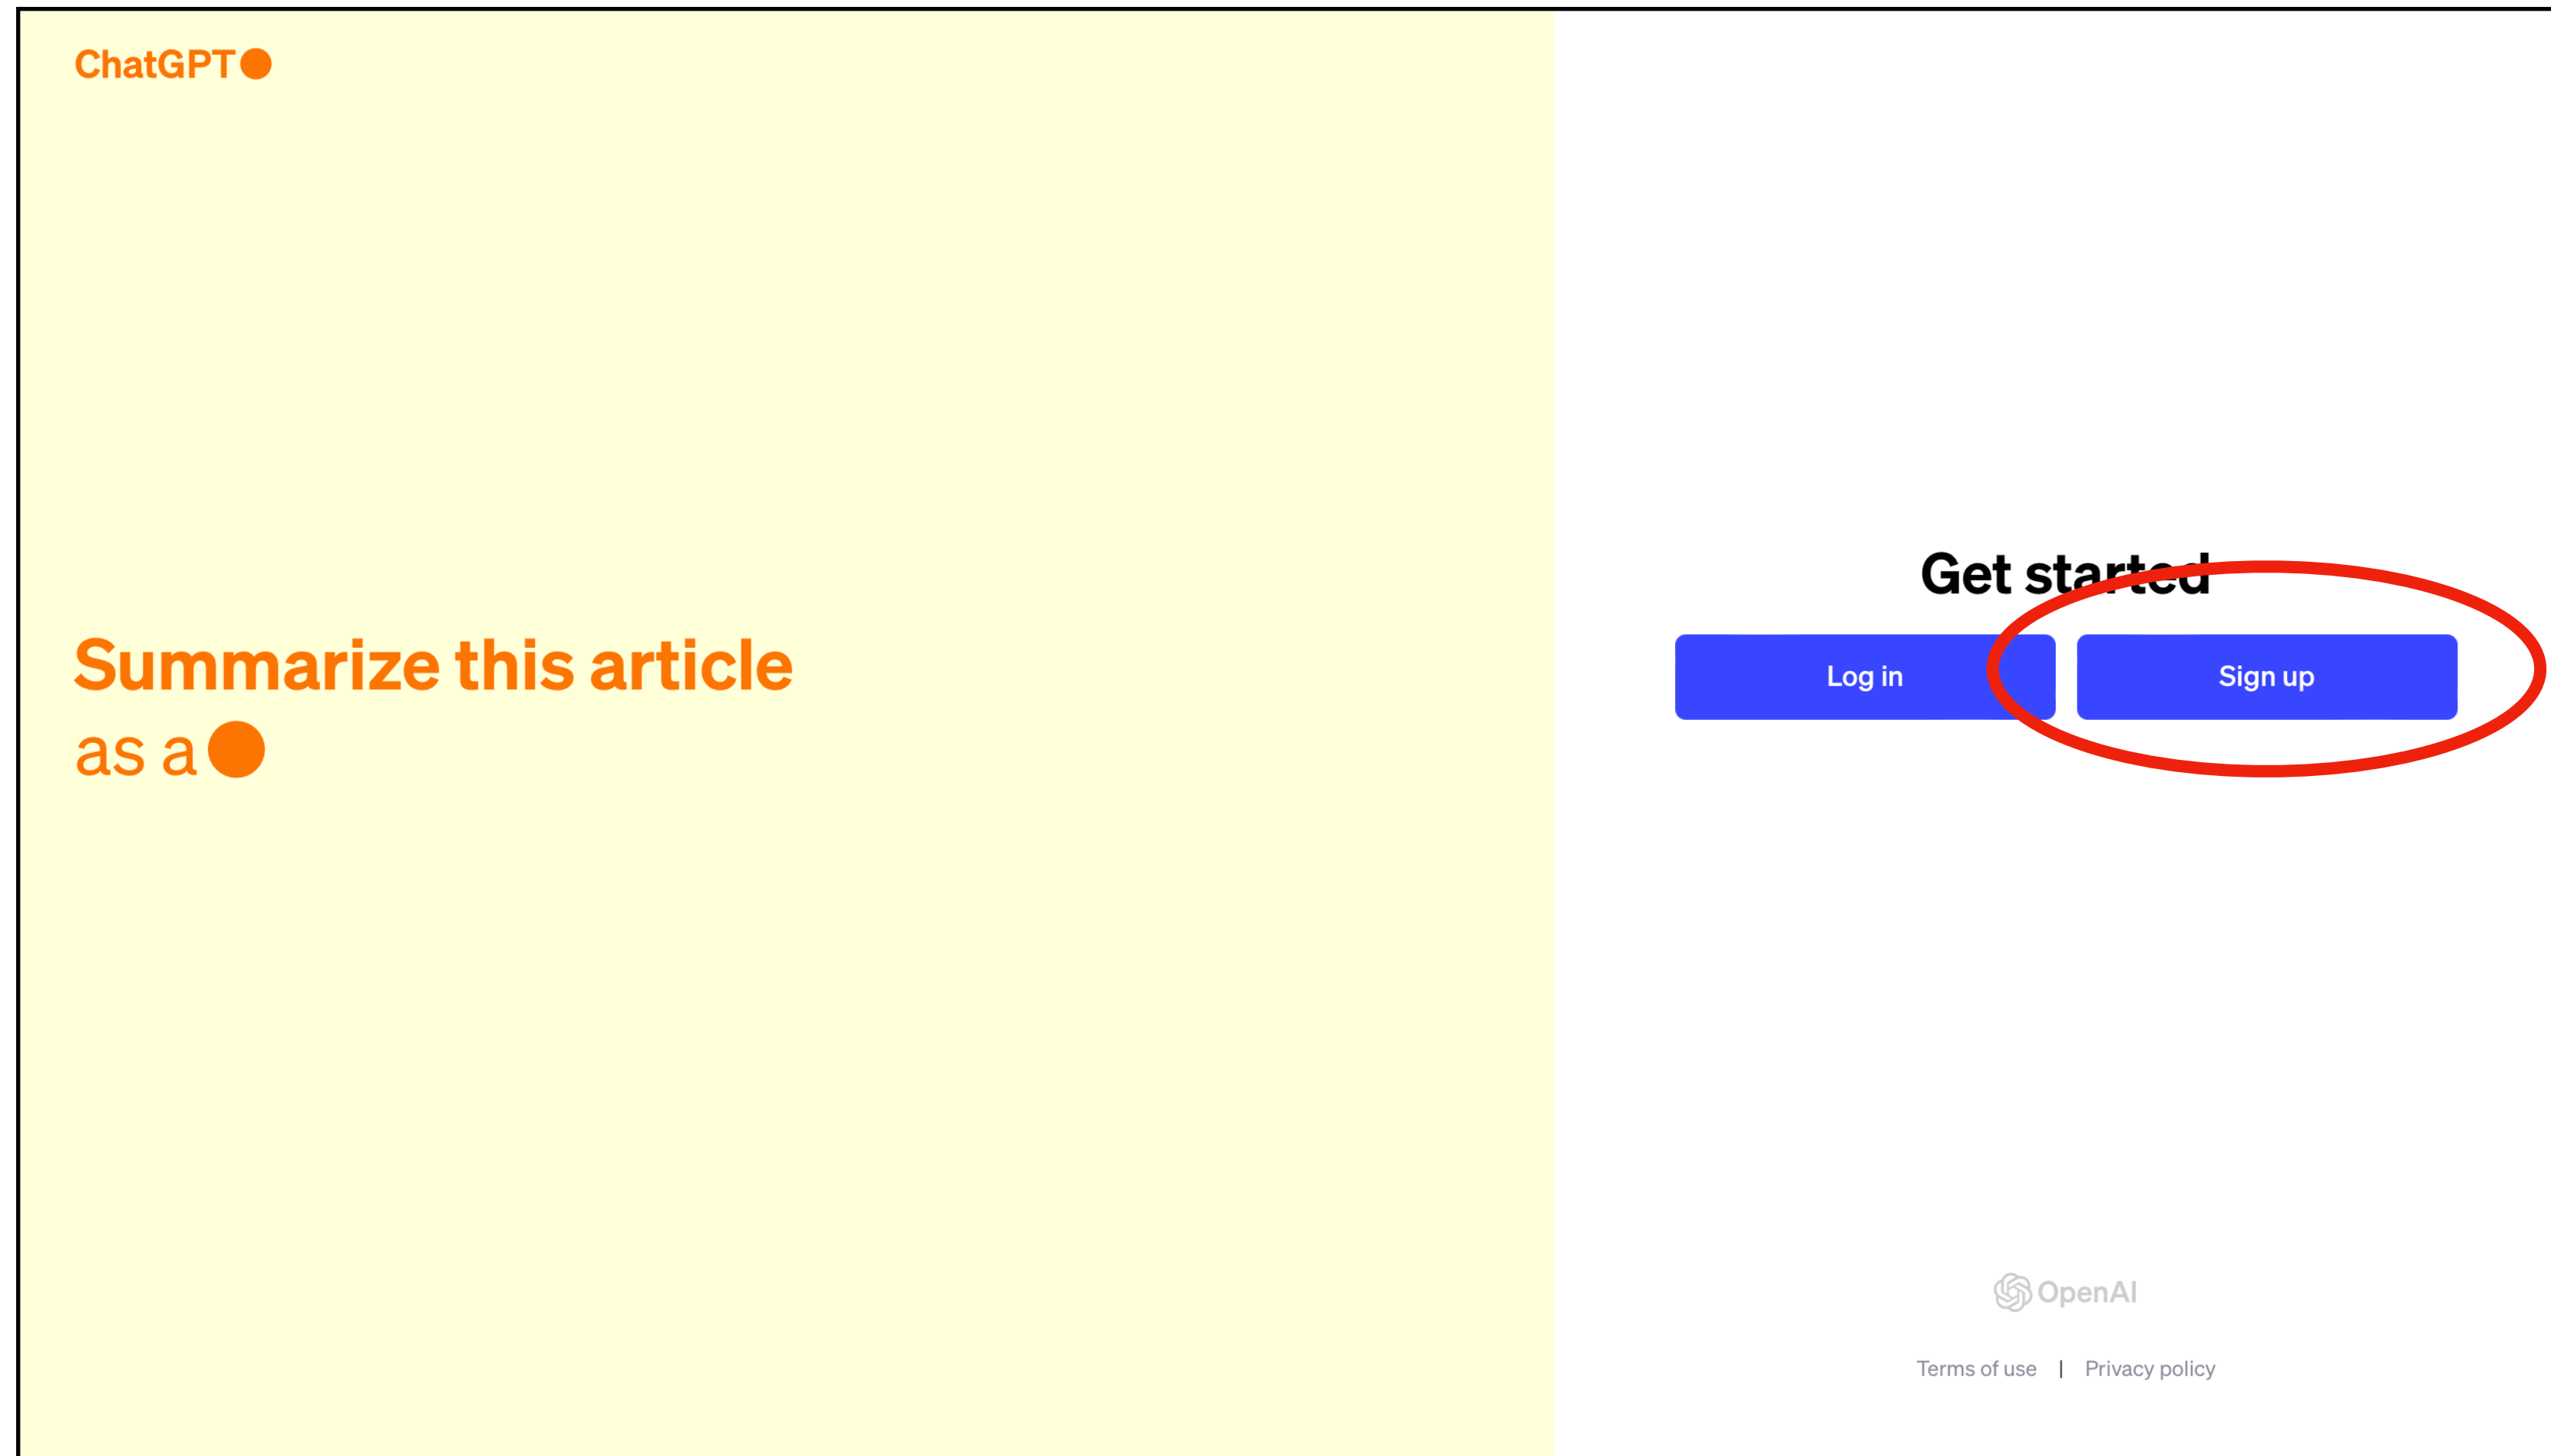 ChatGPT
Summarize this article
as a
Get started
Log in
Sign up
OpenAI
Terms of use | Privacy policy